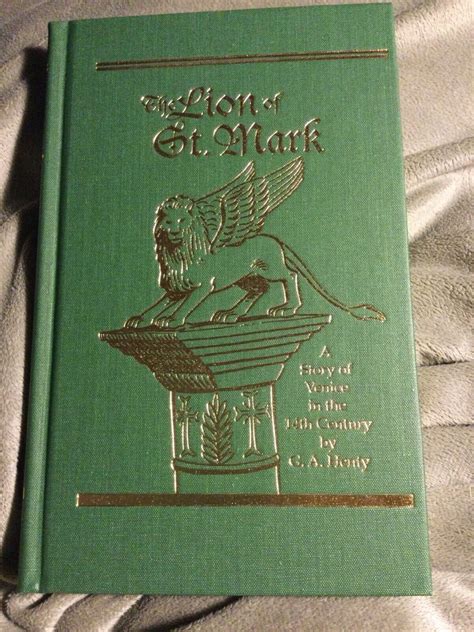 The Lion of
St. Mark
A
Story of
Venice
in the
14th Century
by
G. A. Henty